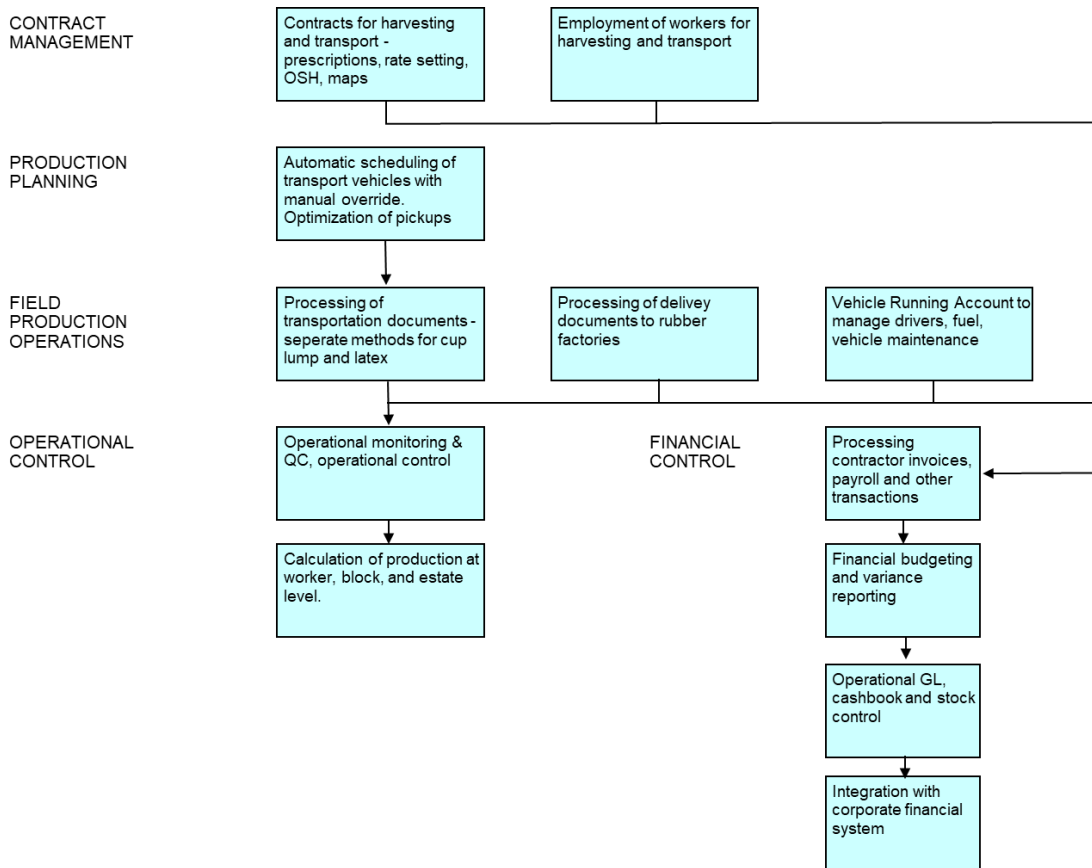 CONTRACT
MANAGEMENT
Contracts for harvesting
and transport -
prescriptions, rate setting,
OSH, maps
Employment of workers for
harvesting and transport
PRODUCTION
PLANNING
Automatic scheduling of
transport vehicles with
manual override.
Optimization of pickups
FIELD
PRODUCTION
OPERATIONS
Processing of
transportation documents -
seperate methods for cup
lump and latex
Processing of delivey
documents to rubber
factories
Vehicle Running Account to
manage drivers, fuel,
vehicle maintenance
OPERATIONAL
CONTROL
Operational monitoring &
QC, operational control
FINANCIAL
CONTROL
Processing
contractor invoices,
payroll and other
transactions
Calculation of production at
worker, block, and estate
level.
Financial budgeting
and variance
reporting
Operational GL,
cashbook and stock
control
Integration with
corporate financial
system